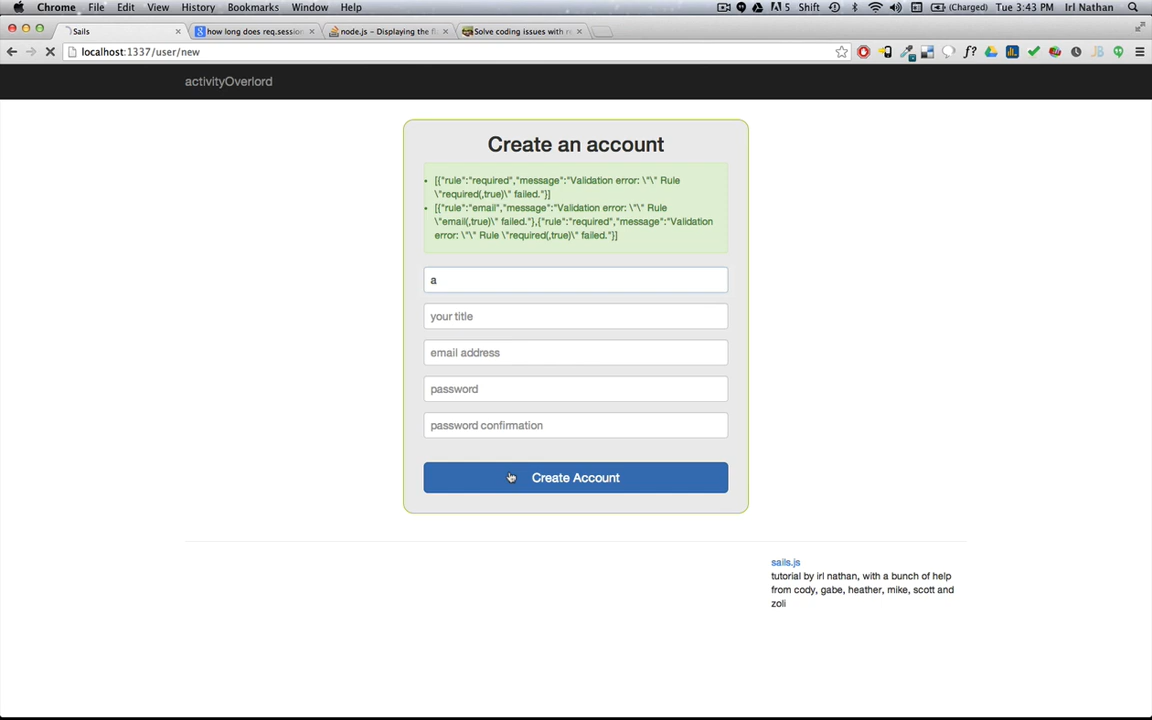 Chrome File Edit View History Bookmarks Window Help 5 Shift (Charged) Tue 3:43 PM Irl Nathan
Sails how long does req.session node.js – Displaying the fl Solve coding issues with re
localhost:1337/user/new
activityOverlord
Create an account
• [{"rule":"required","message":"Validation error: \"\" Rule
\"required(,true)\" failed."}]
• [{"rule":"email","message":"Validation error: \"\" Rule
\"email(,true)\" failed."},{"rule":"required","message":"Validation
error: \"\" Rule \"required(,true)\" failed."}]
a
your title
email address
password
password confirmation
Create Account
sails.js
tutorial by irl nathan, with a bunch of help
from cody, gabe, heather, mike, scott and
zoli